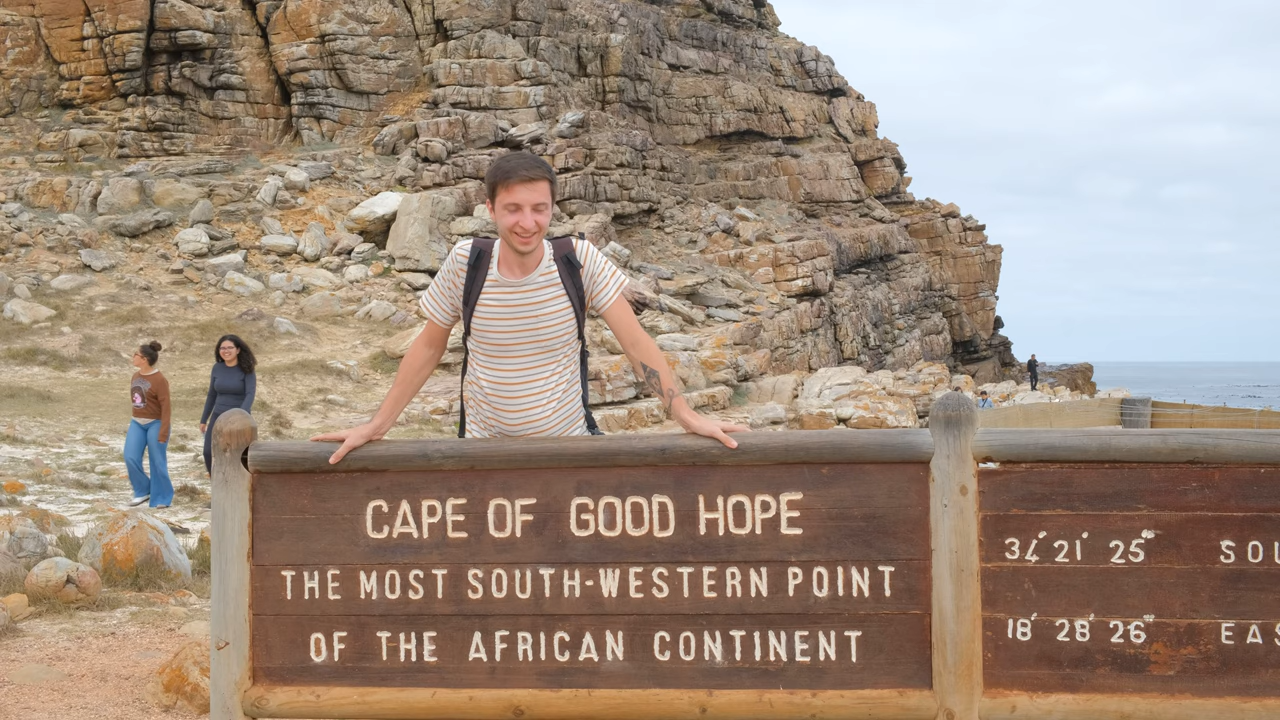 CAPE OF GOOD HOPE
THE MOST SOUTH-WESTERN POINT
OF THE AFRICAN CONTINENT
34° 21' 25"
18° 28' 26"